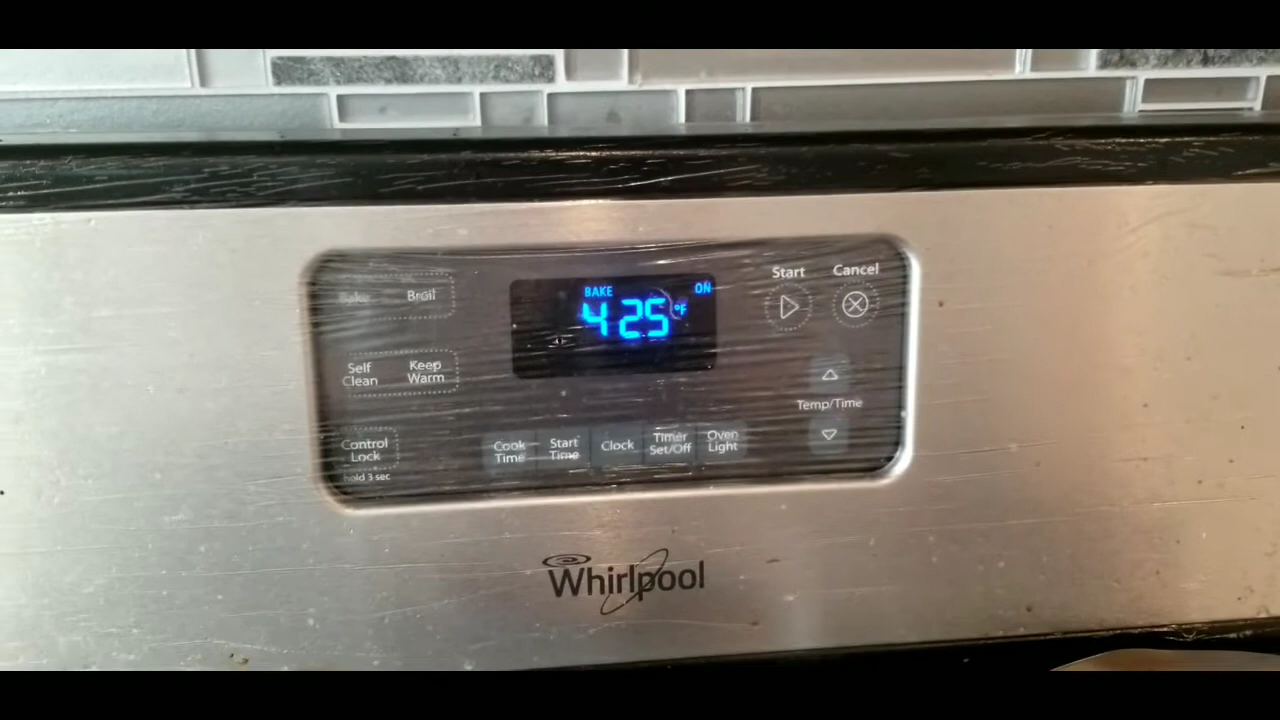 BAKE ON
425 °F
Start Cancel
Bake Broil
Self Clean
Keep Warm
Temp/Time
Control Lock
hold 3 sec
Cook Time
Start Time
Clock
Timer Set/Off
Oven Light
Whirlpool